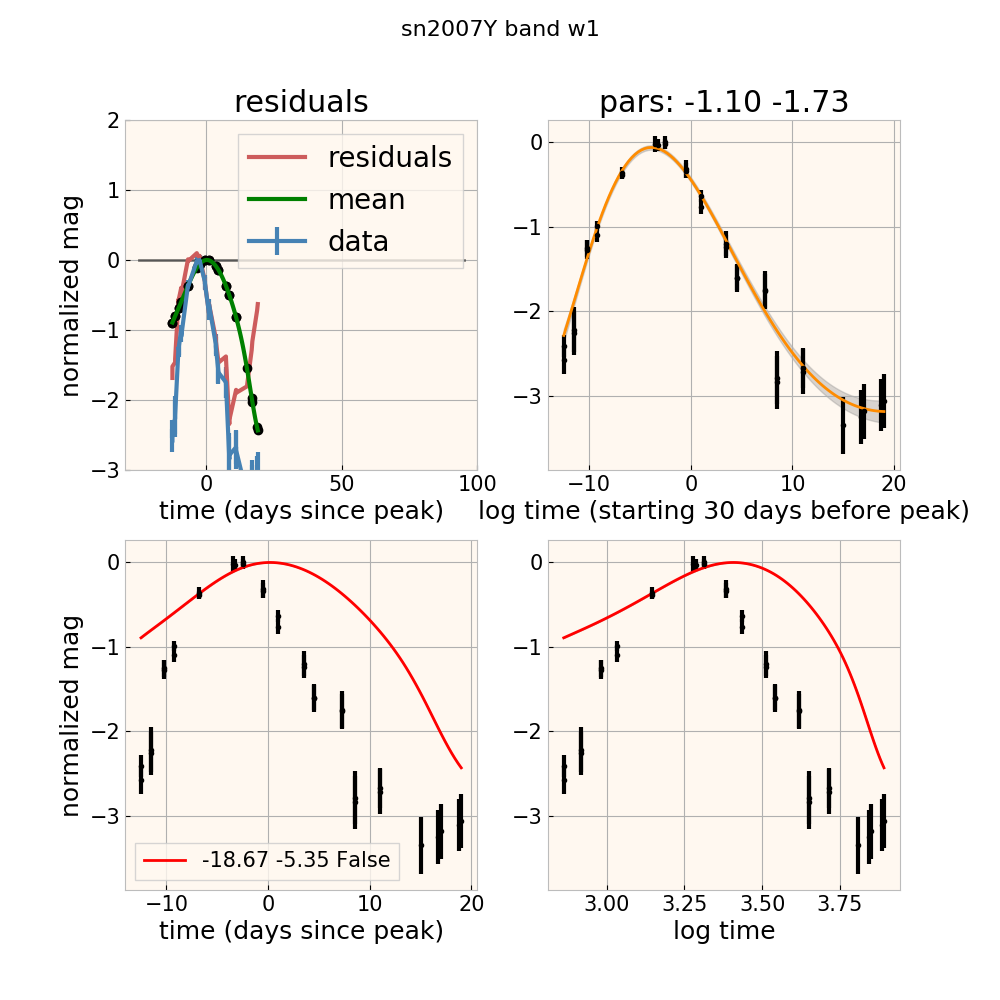 sn2007Y band w1
residuals
pars: -1.10 -1.73
normalized mag
2
1
0
−1
−2
−3
residuals
mean
data
0
50
100
time (days since peak)
0
−1
−2
−3
−10
0
10
20
log time (starting 30 days before peak)
normalized mag
0
−1
−2
−3
-18.67 -5.35 False
−10
0
10
20
time (days since peak)
0
−1
−2
−3
3.00
3.25
3.50
3.75
log time